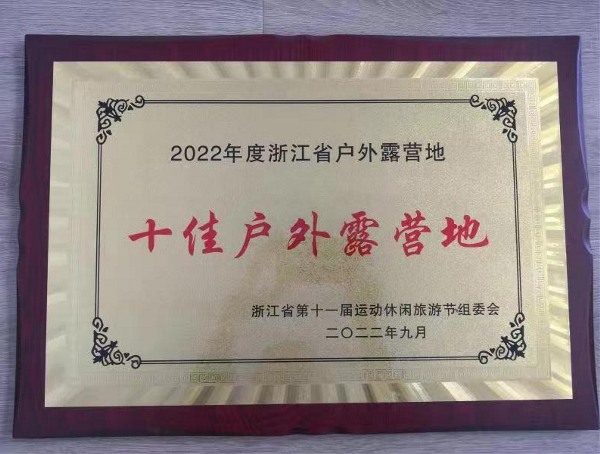 2022年度浙江省户外露营地
十佳户外露营地
浙江省第十一届运动休闲旅游节组委会
二〇二二年九月